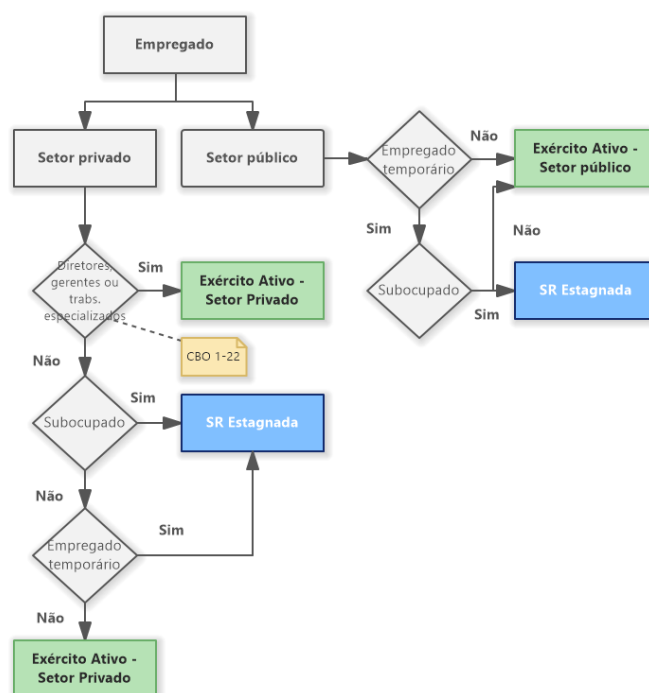 Empregado
Setor privado
Setor público
Empregado
temporário
Não
Exército Ativo -
Setor público
Sim
Não
Subocupado
Sim
SR Estagnada
Diretores,
gerentes ou
trabs.
especializados
Sim
Exército Ativo -
Setor Privado
CBO 1-22
Não
Subocupado
Sim
SR Estagnada
Não
Empregado
temporário
Sim
Não
Exército Ativo -
Setor Privado